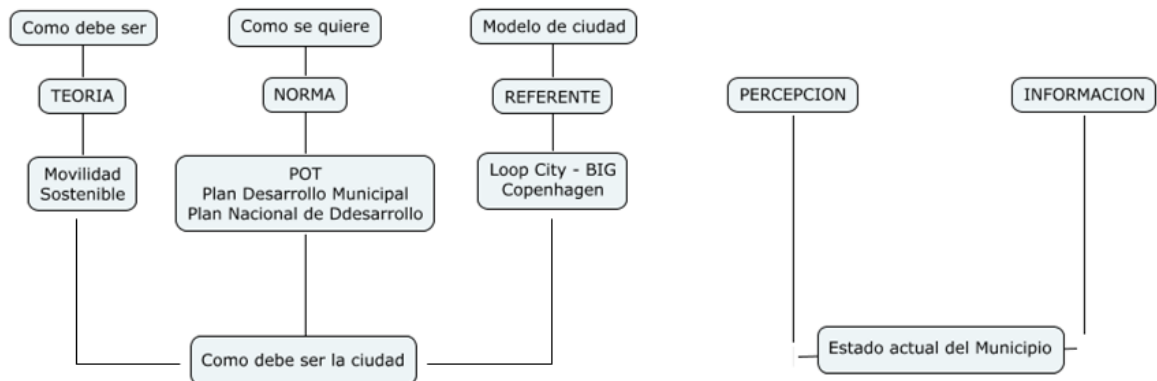 Como debe ser
Como se quiere
Modelo de ciudad
TEORIA
NORMA
REFERENTE
PERCEPCION
INFORMACION
Movilidad
Sostenible
POT
Plan Desarrollo Municipal
Plan Nacional de Ddesarrollo
Loop City - BIG
Copenhagen
Como debe ser la ciudad
Estado actual del Municipio